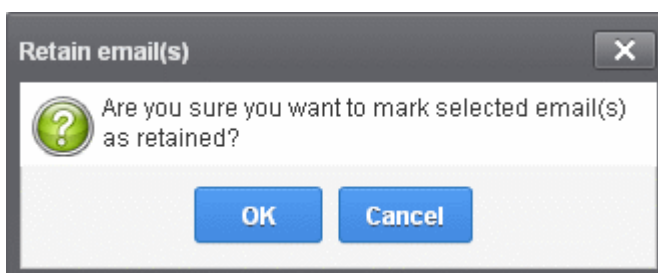 Retain email(s)
Are you sure you want to mark selected email(s)
as retained?
OK
Cancel